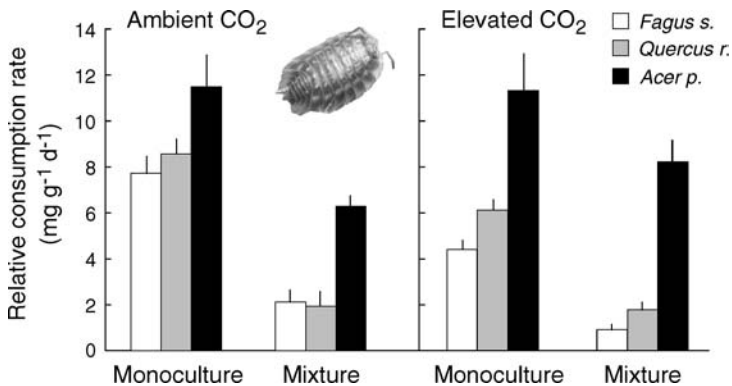 Ambient CO₂
Elevated CO₂
Fagus s.
Quercus r.
Acer p.
Relative consumption rate
(mg g⁻¹ d⁻¹)
14
12
10
8
6
4
2
0
Monoculture Mixture Monoculture Mixture